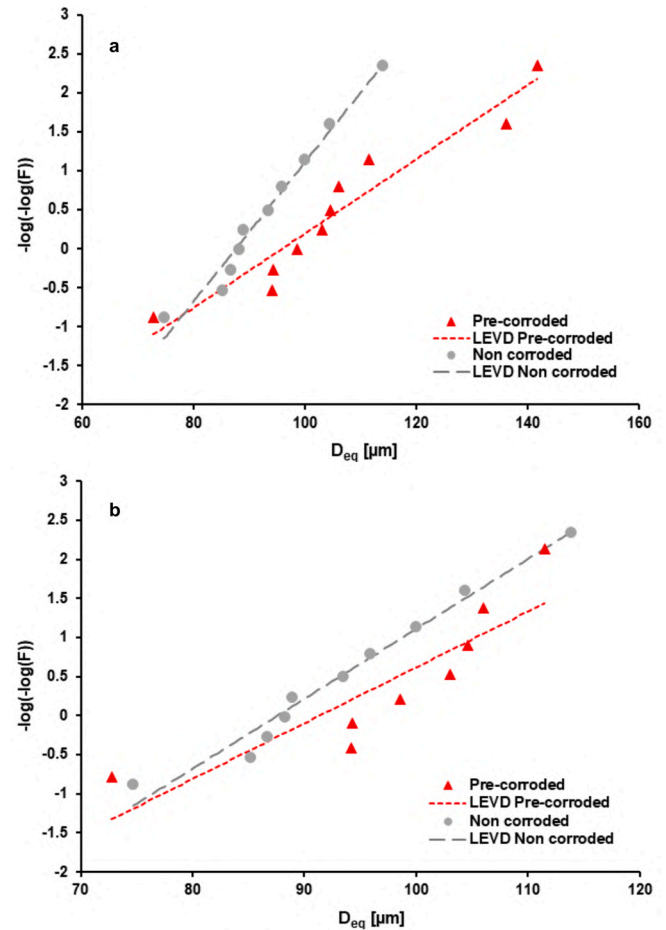 a
3
2.5
2
1.5
1
0.5
0
-0.5
-1
-1.5
-2
-log(-log(F))
Pre-corroded
LEVD Pre-corroded
Non corroded
LEVD Non corroded
60 80 100 120 140 160
Deq [µm]
b
3
2.5
2
1.5
1
0.5
0
-0.5
-1
-1.5
-2
-log(-log(F))
Pre-corroded
LEVD Pre-corroded
Non corroded
LEVD Non corroded
70 80 90 100 110 120
Deq [µm]